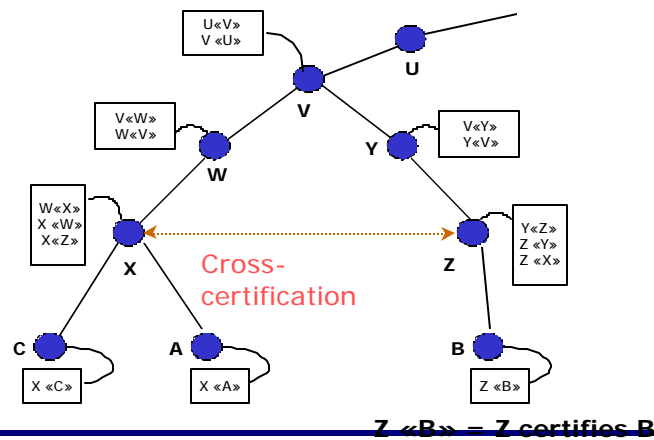 U«V»
V «U»
U
V
V«W»
W«V»
W
V«Y»
Y«V»
Y
W«X»
X «W»
X«Z»
X
Cross-
certification
Y«Z»
Z «Y»
Z «X»
Z
C
X «C»
A
X «A»
B
Z «B»
Z «B» = Z certifies B